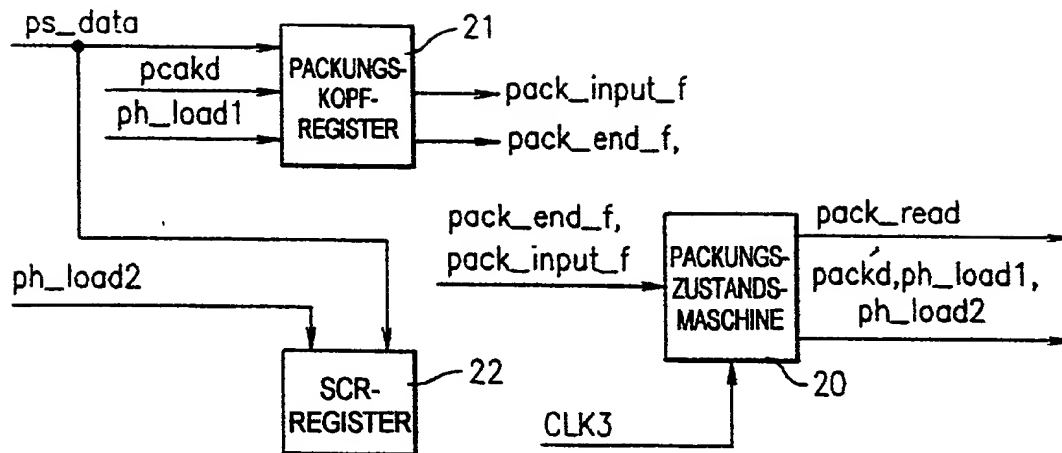 ps_data
21
pcakd
PACKUNGS-
KOPF-
REGISTER
pack_input_f
ph_load1
pack_end_f,
pack_end_f,
pack_input_f
PACKUNGS-
ZUSTANDS-
MASCHINE
pack_read
packd,ph_load1,
ph_load2
ph_load2
SCR-
REGISTER
22
20
CLK3